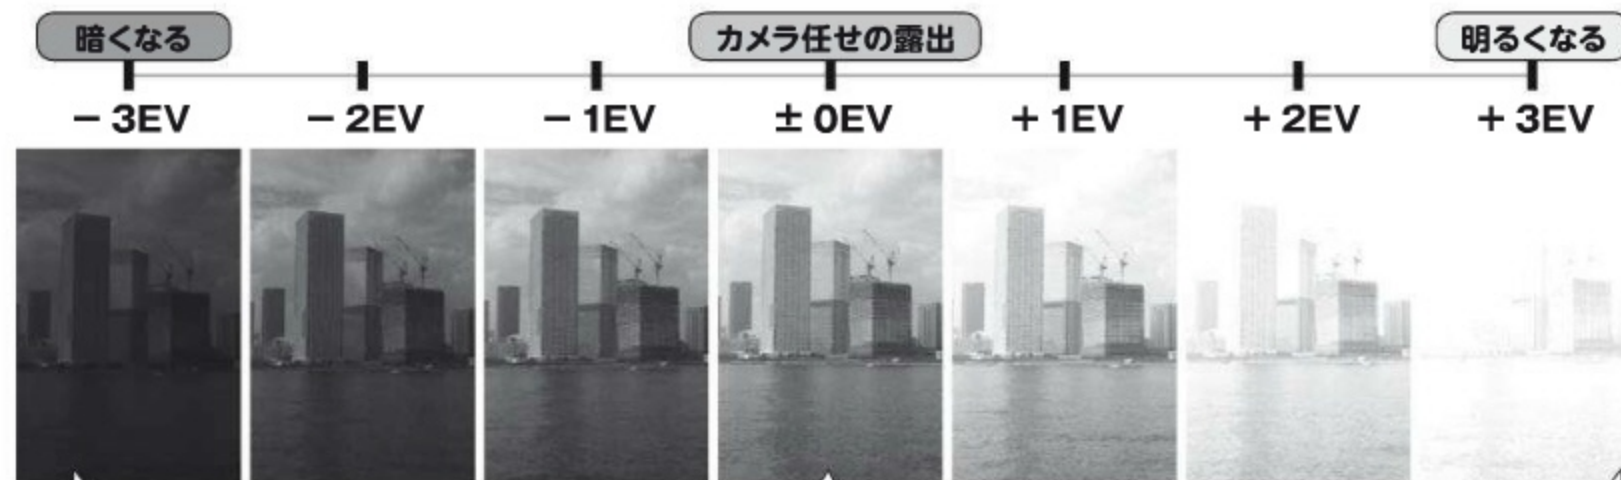 暗くなる
カメラ任せの露出
明るくなる
− 3EV
− 2EV
− 1EV
± 0EV
+ 1EV
+ 2EV
+ 3EV